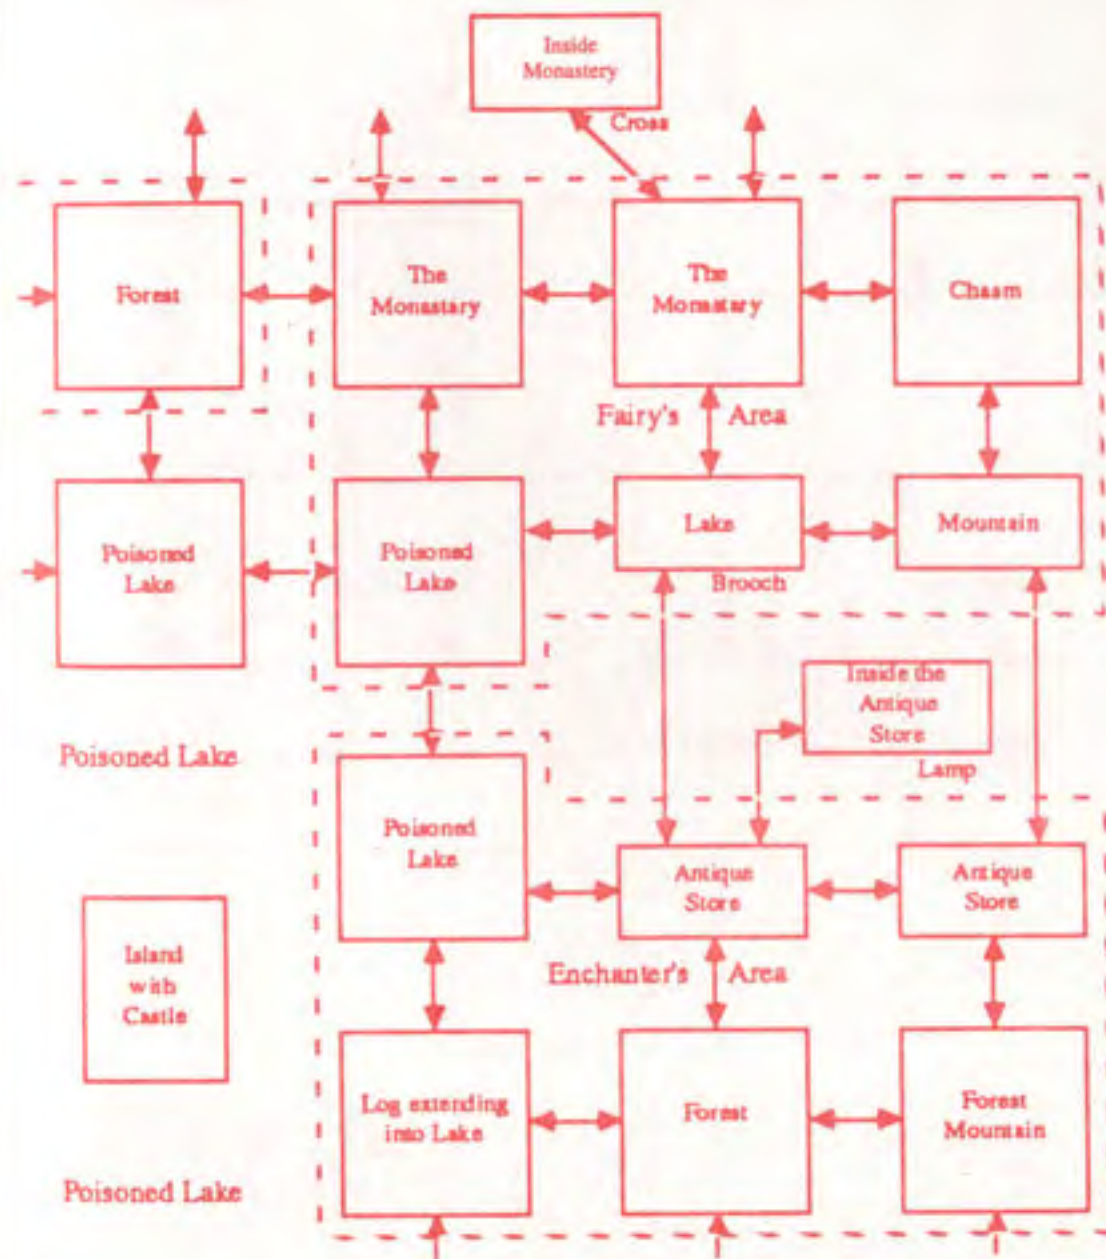 Inside
Monastery
Cross
Forest
The
Monastary
The
Monastary
Chasm
Fairy's Area
Poisoned
Lake
Poisoned
Lake
Lake
Mountain
Brooch
Inside the
Antique
Store
Lamp
Poisoned Lake
Poisoned
Lake
Antique
Store
Antique
Store
Island
with
Castle
Enchanter's Area
Log extending
into Lake
Forest
Forest
Mountain
Poisoned Lake